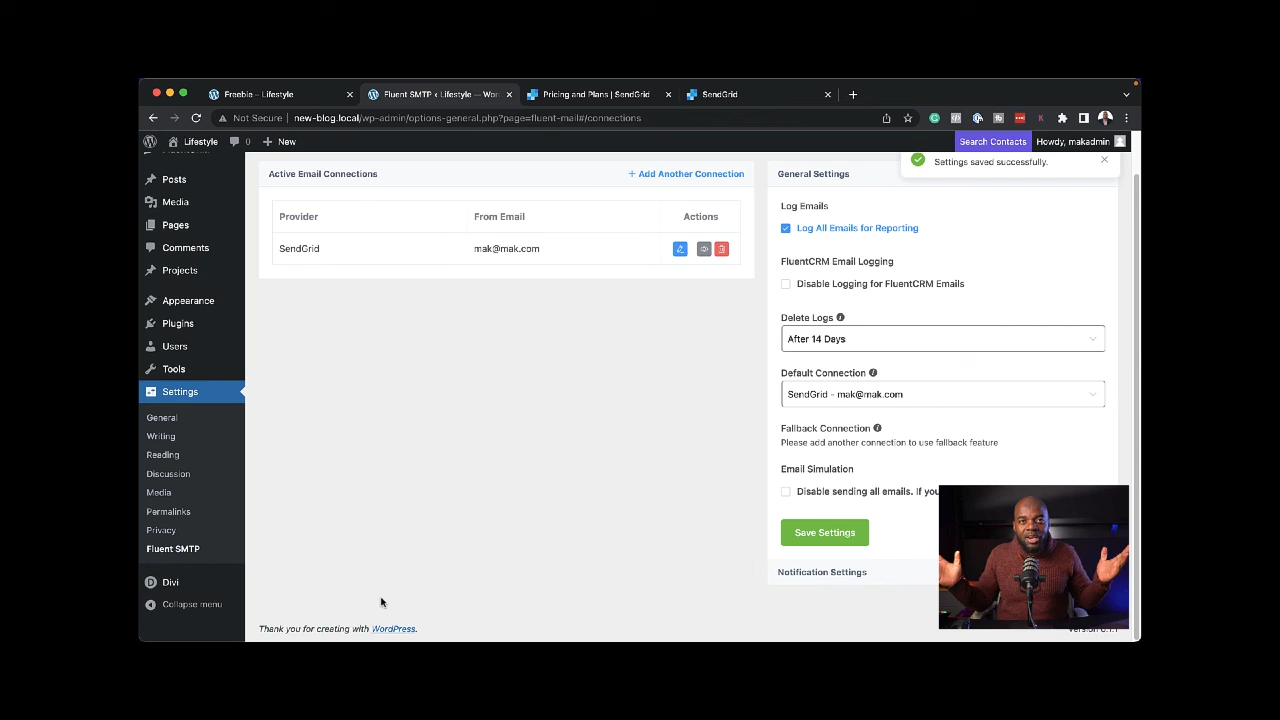 Freebie – Lifestyle
Fluent SMTP ‹ Lifestyle — Wor
Pricing and Plans | SendGrid
SendGrid
Not Secure
new-blog.local/wp-admin/options-general.php?page=fluent-mail#/connections
Lifestyle
0
New
Search Contacts
Howdy, makadmin
Posts
Media
Pages
Comments
Projects
Appearance
Plugins
Users
Tools
Settings
General
Writing
Reading
Discussion
Media
Permalinks
Privacy
Fluent SMTP
Divi
Collapse menu
Active Email Connections
+ Add Another Connection
Provider From Email Actions
SendGrid mak@mak.com
Settings saved successfully.
General Settings
Log Emails
Log All Emails for Reporting
FluentCRM Email Logging
Disable Logging for FluentCRM Emails
Delete Logs
After 14 Days
Default Connection
SendGrid - mak@mak.com
Fallback Connection
Please add another connection to use fallback feature
Email Simulation
Disable sending all emails. If you
Save Settings
Notification Settings
Thank you for creating with WordPress.